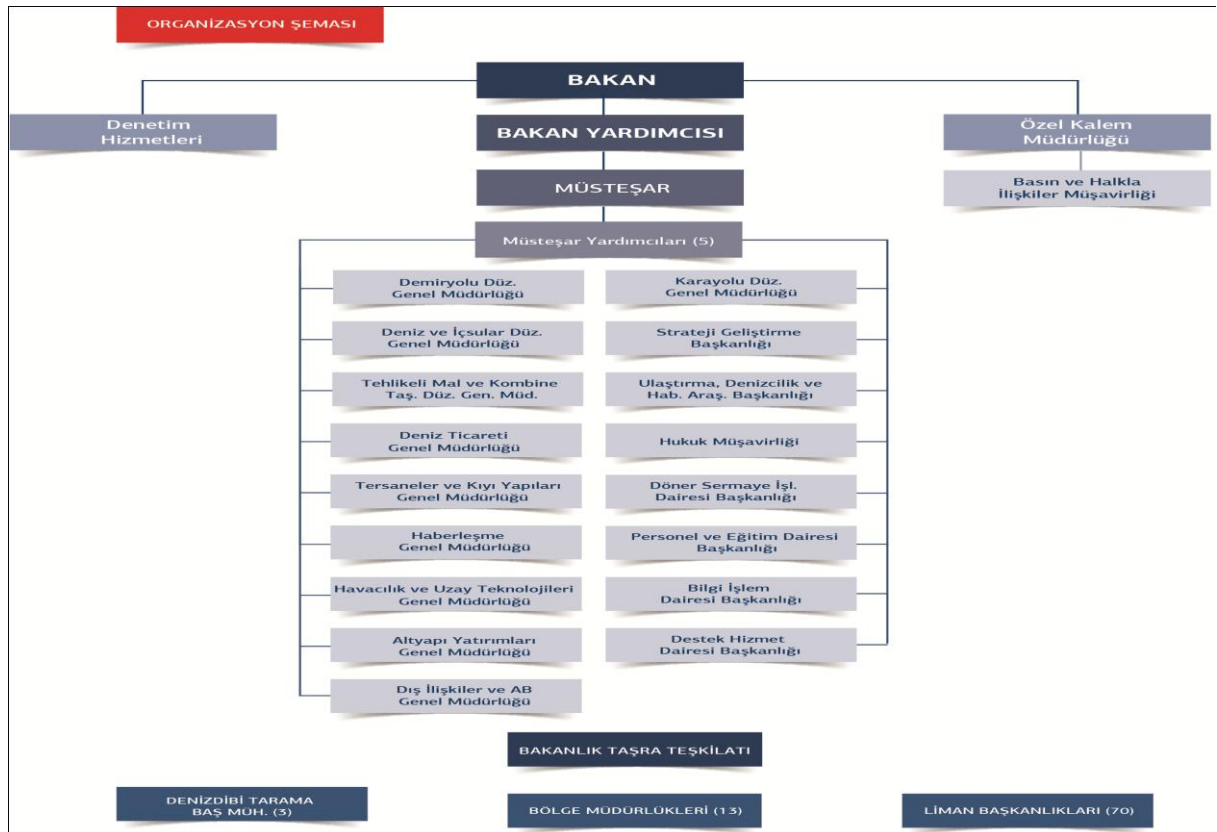 ORGANİZASYON ŞEMASI
BAKAN
Denetim
Hizmetleri
BAKAN YARDIMCISI
Özel Kalem
Müdürlüğü
MÜSTEŞAR
Basın ve Halkla
İlişkiler Müşavirliği
Müsteşar Yardımcıları (5)
Demiryolu Düz.
Genel Müdürlüğü
Karayolu Düz.
Genel Müdürlüğü
Deniz ve İçsular Düz.
Genel Müdürlüğü
Strateji Geliştirme
Başkanlığı
Tehlikeli Mal ve Kombine
Taş. Düz. Gen. Müd.
Ulaştırma, Denizcilik ve
Hab. Araş. Başkanlığı
Deniz Ticareti
Genel Müdürlüğü
Hukuk Müşavirliği
Tersaneler ve Kıyı Yapıları
Genel Müdürlüğü
Döner Sermaye İşl.
Dairesi Başkanlığı
Haberleşme
Genel Müdürlüğü
Personel ve Eğitim Dairesi
Başkanlığı
Havacılık ve Uzay Teknolojileri
Genel Müdürlüğü
Bilgi İşlem
Dairesi Başkanlığı
Altyapı Yatırımları
Genel Müdürlüğü
Destek Hizmet
Dairesi Başkanlığı
Dış İlişkiler ve AB
Genel Müdürlüğü
BAKANLIK TAŞRA TEŞKİLATI
DENİZDİBİ TARAMA
BAŞ MÜH. (3)
BÖLGE MÜDÜRLÜKLERİ (13)
LİMAN BAŞKANLIKLARI (70)